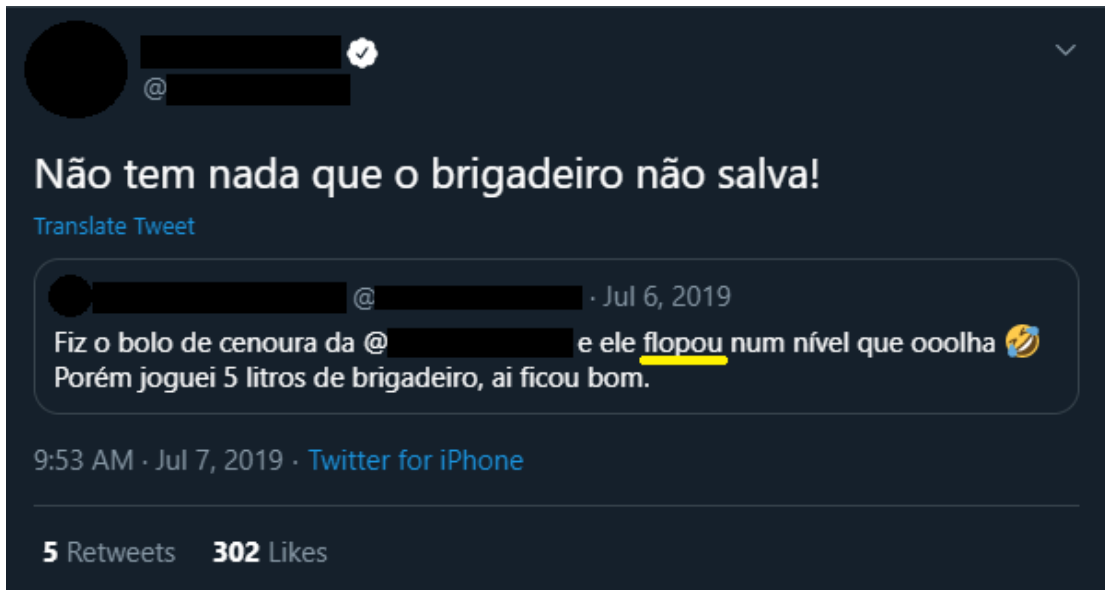 @
Não tem nada que o brigadeiro não salva!
Translate Tweet
@ · Jul 6, 2019
Fiz o bolo de cenoura da @ e ele flopou num nível que ooolha 🤣
Porém joguei 5 litros de brigadeiro, ai ficou bom.
9:53 AM · Jul 7, 2019 · Twitter for iPhone
5 Retweets 302 Likes